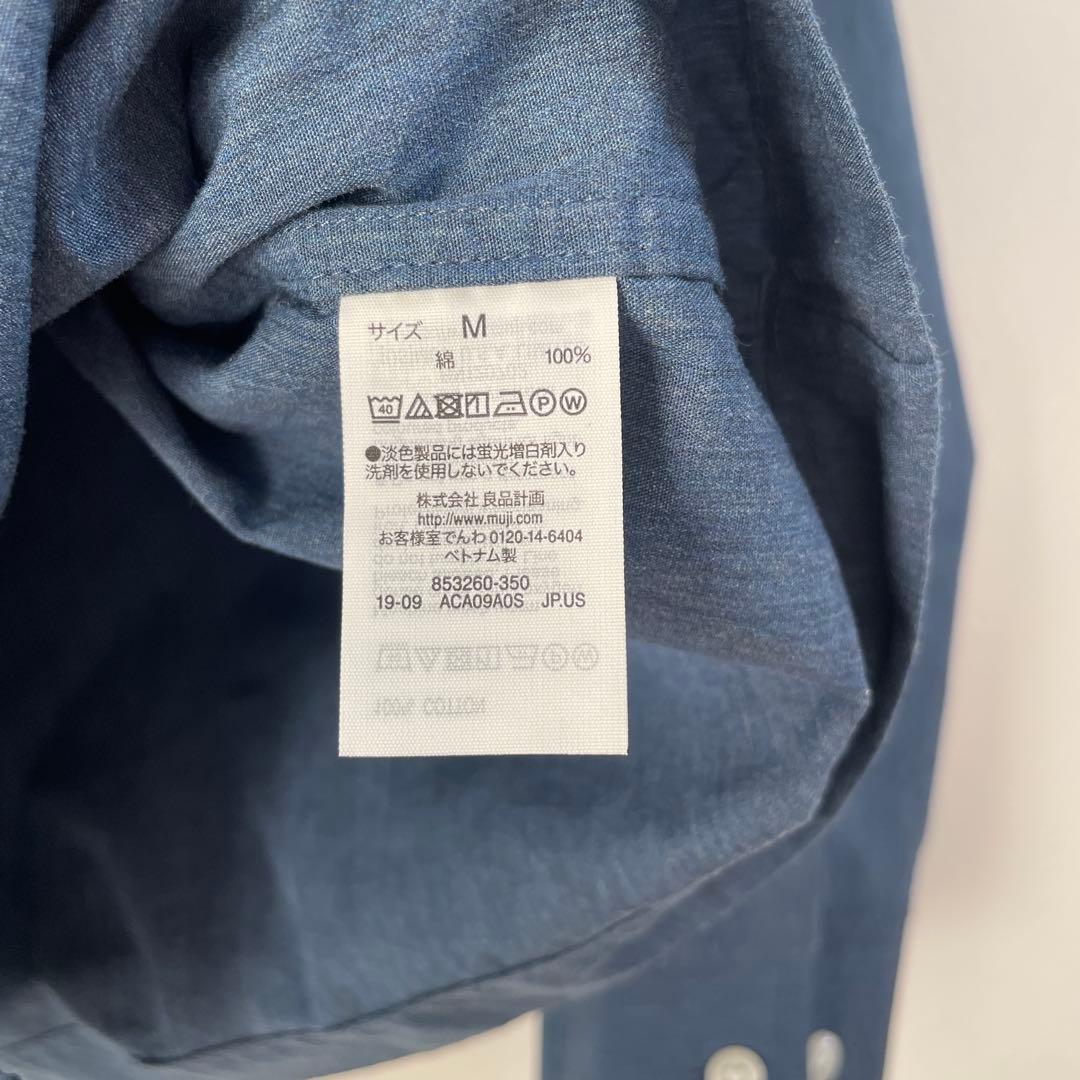 サイズ M
綿 100%
40 P W
●淡色製品には蛍光増白剤入り
洗剤を使用しないでください。
株式会社 良品計画
http://www.muji.com
お客様室でんわ 0120-14-6404
ベトナム製
853260-350
19-09 ACA09A0S JP.US
100% COTTON